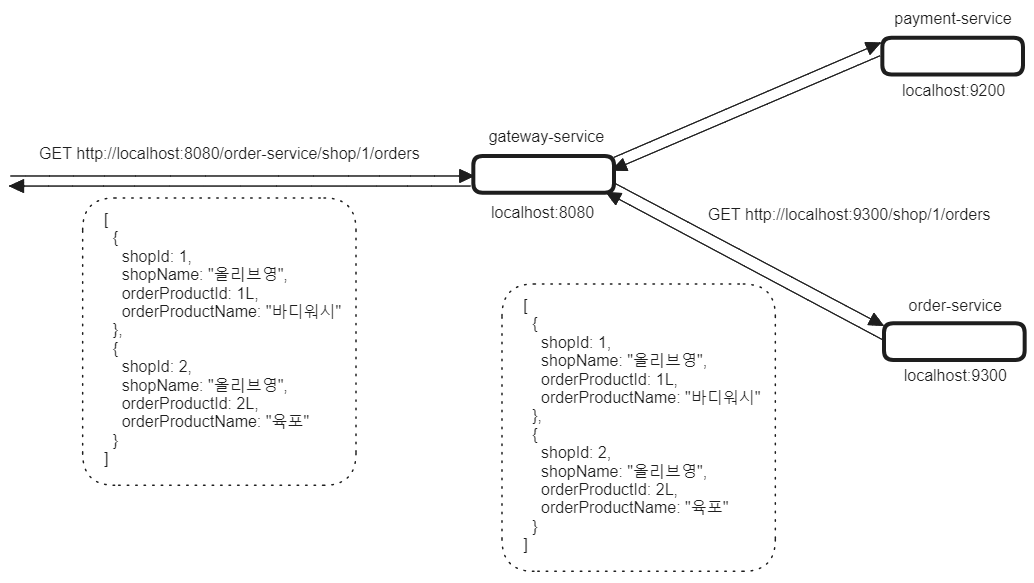 payment-service
localhost:9200
gateway-service
GET http://localhost:8080/order-service/shop/1/orders
localhost:8080
GET http://localhost:9300/shop/1/orders
[
{
shopId: 1,
shopName: "올리브영",
orderProductId: 1L,
orderProductName: "바디워시"
},
{
shopId: 2,
shopName: "올리브영",
orderProductId: 2L,
orderProductName: "육포"
}
]
[
{
shopId: 1,
shopName: "올리브영",
orderProductId: 1L,
orderProductName: "바디워시"
},
{
shopId: 2,
shopName: "올리브영",
orderProductId: 2L,
orderProductName: "육포"
}
]
order-service
localhost:9300